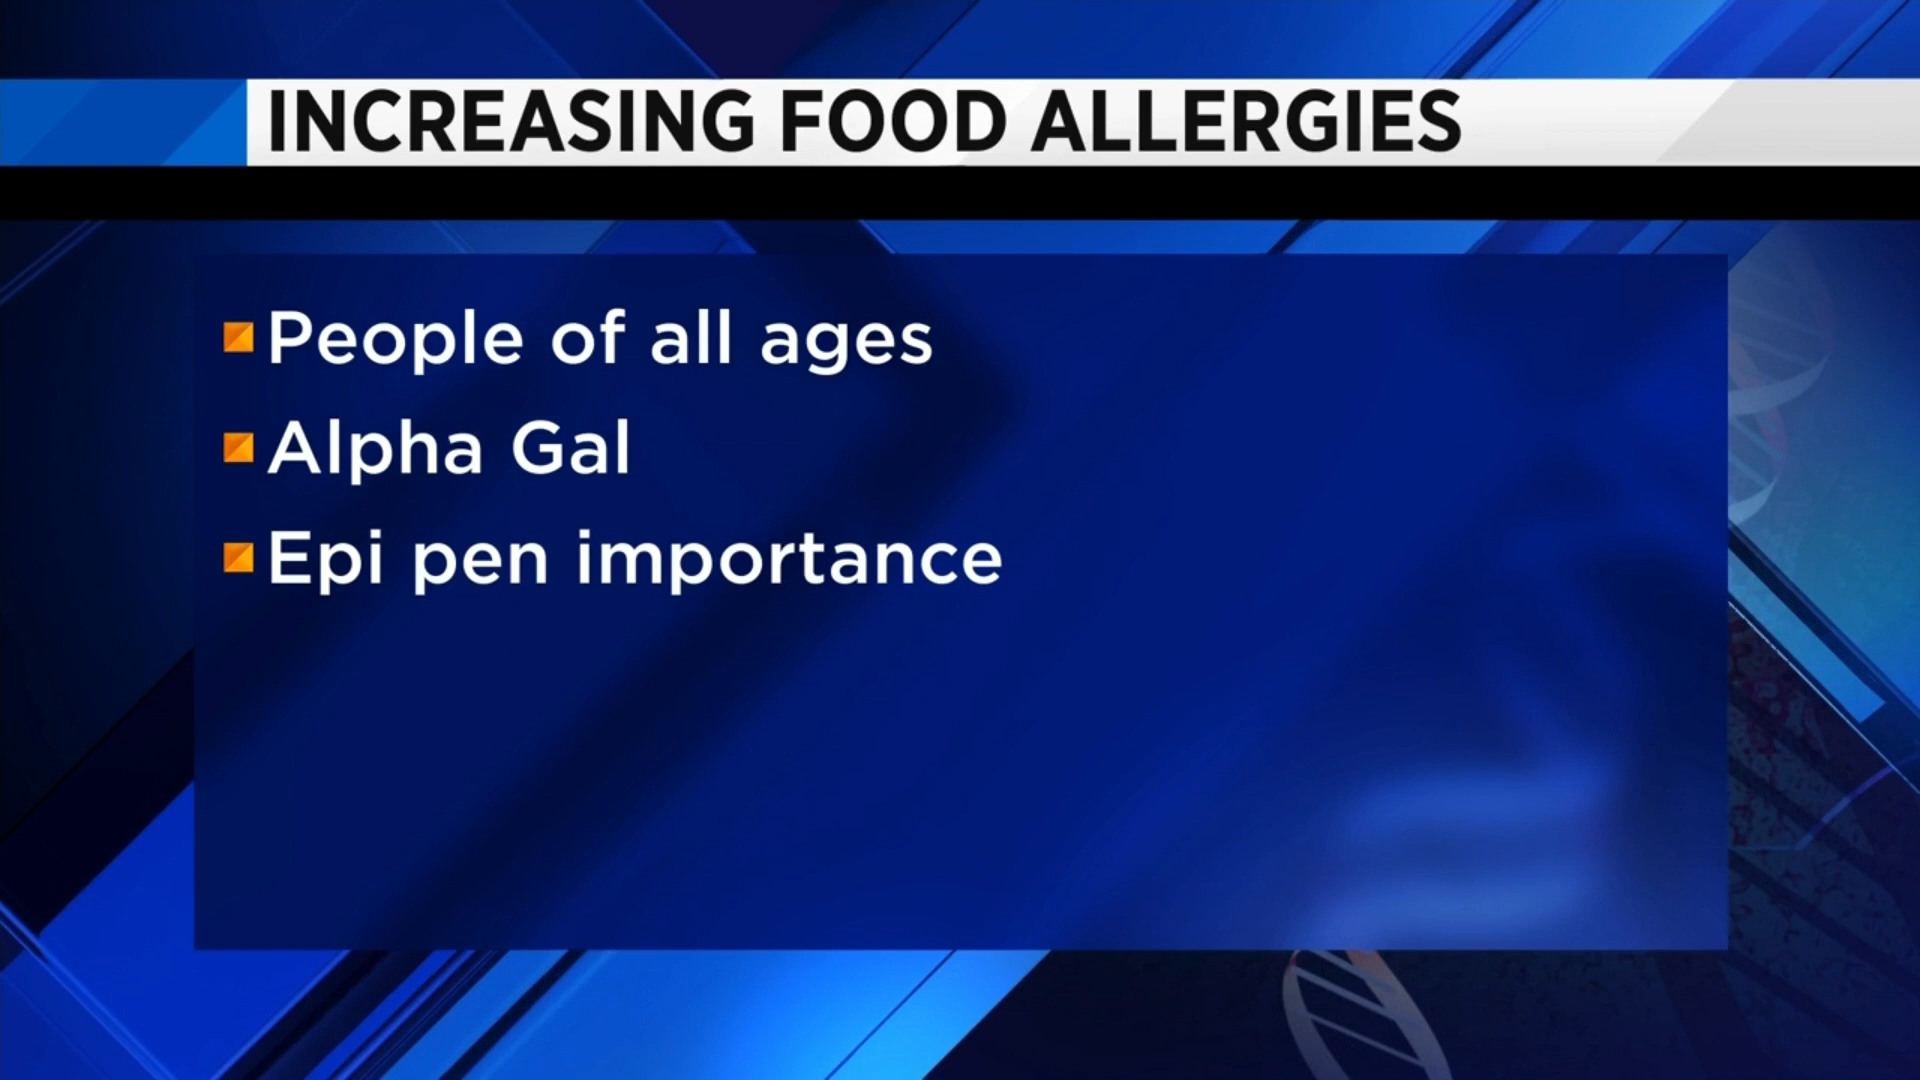 INCREASING FOOD ALLERGIES
People of all ages
Alpha Gal
Epi pen importance